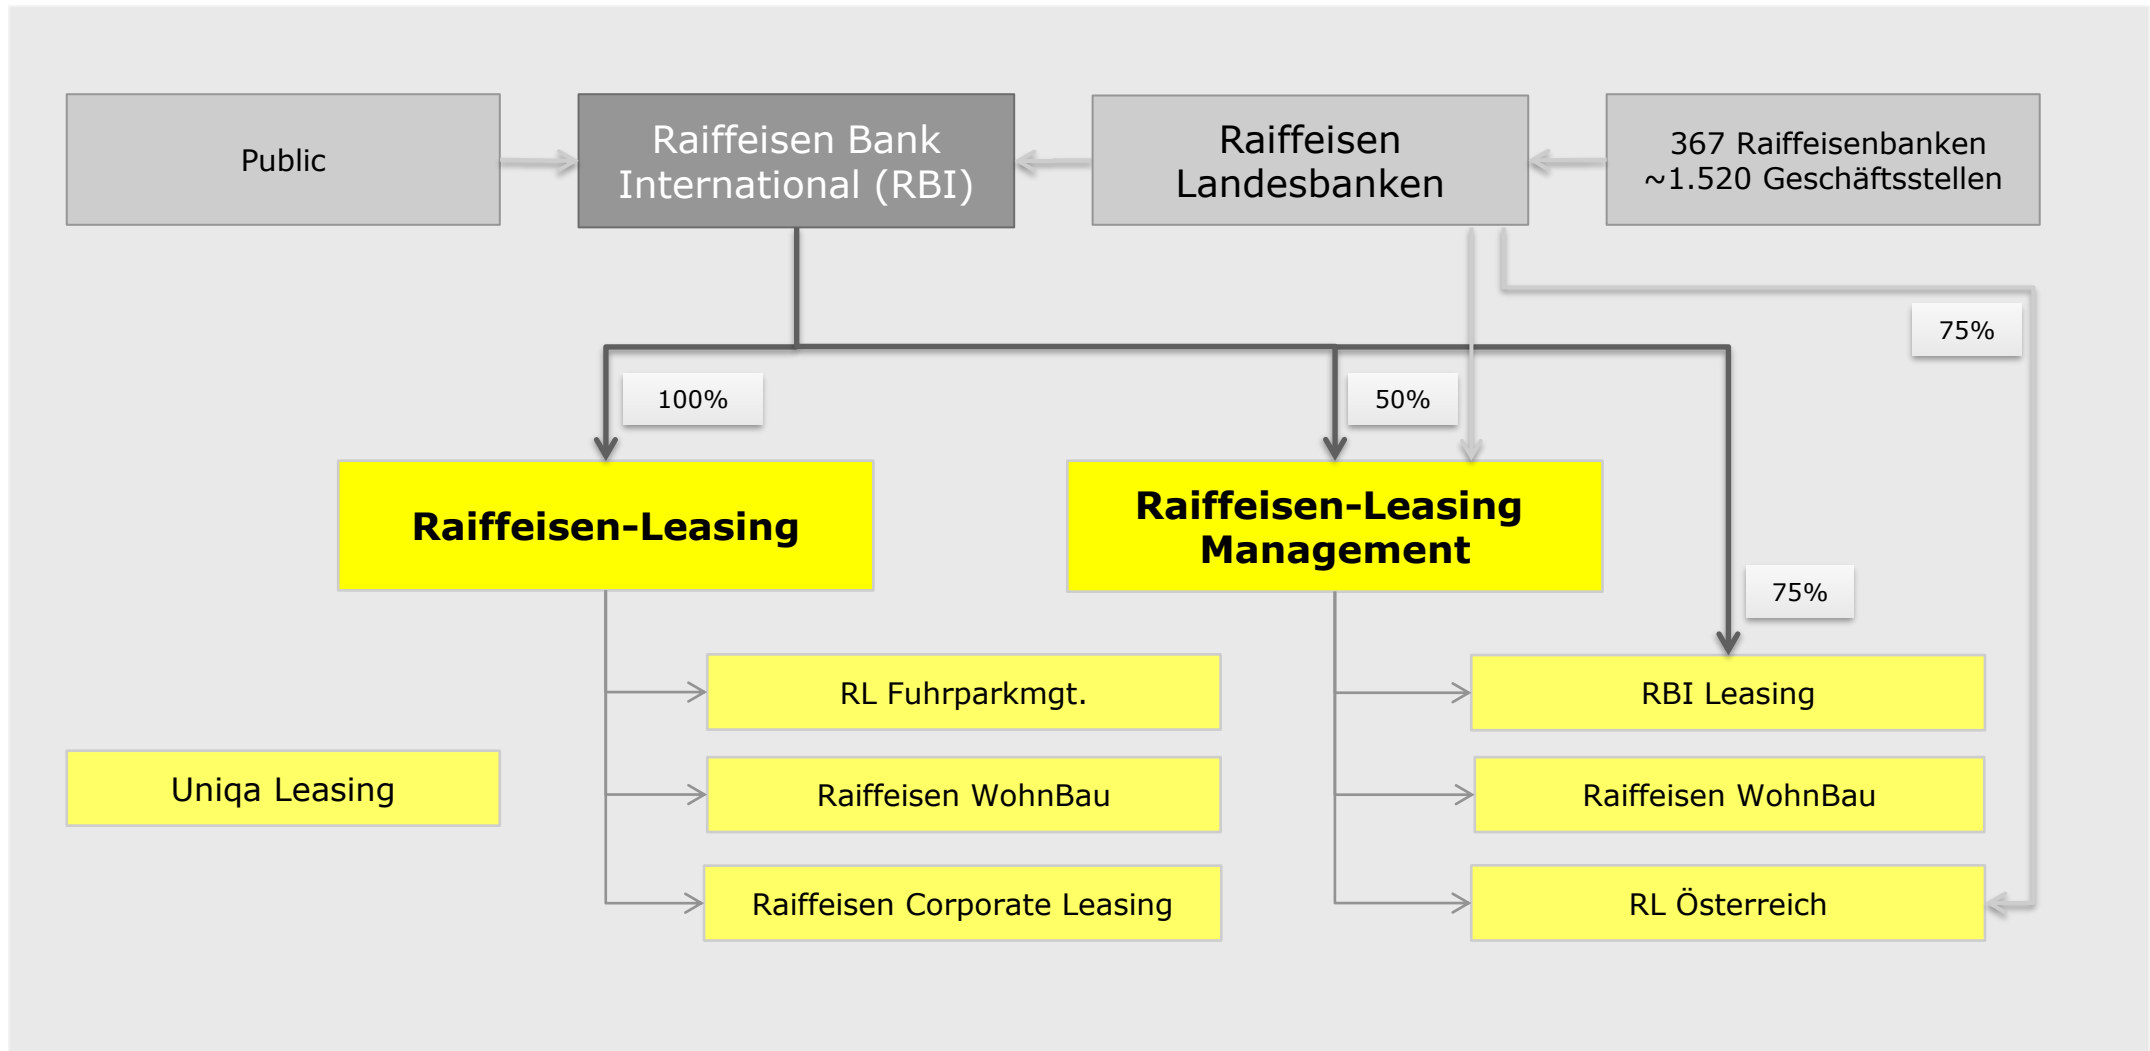 Public
Raiffeisen Bank
International (RBI)
Raiffeisen
Landesbanken
367 Raiffeisenbanken
~1.520 Geschäftsstellen
75%
100%
50%
Raiffeisen-Leasing
Raiffeisen-Leasing
Management
75%
RL Fuhrparkmgt.
RBI Leasing
Uniqa Leasing
Raiffeisen WohnBau
Raiffeisen WohnBau
Raiffeisen Corporate Leasing
RL Österreich